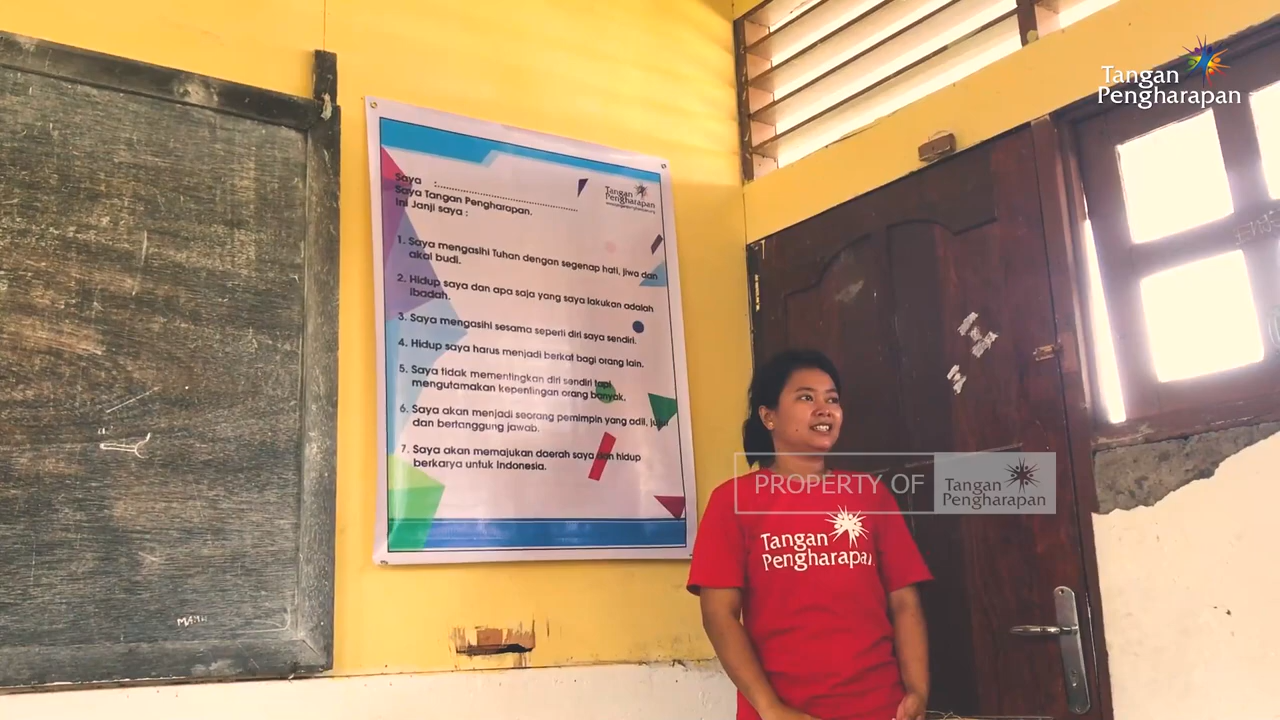 Tangan
Pengharapan
Saya :............................................
Saya Tangan Pengharapan.
Ini Janji saya :
Tangan
Pengharapan
1. Saya mengasihi Tuhan dengan segenap hati, jiwa dan
akal budi.
2. Hidup saya dan apa saja yang saya lakukan adalah
ibadah.
3. Saya mengasihi sesama seperti diri saya sendiri.
4. Hidup saya harus menjadi berkat bagi orang lain.
5. Saya tidak mementingkan diri sendiri tapi
mengutamakan kepentingan orang banyak.
6. Saya akan menjadi seorang pemimpin yang adil, jujur
dan bertanggung jawab.
7. Saya akan memajukan daerah saya dan hidup
berkarya untuk Indonesia.
PROPERTY OF
Tangan
Pengharapan
Tangan
Pengharapan